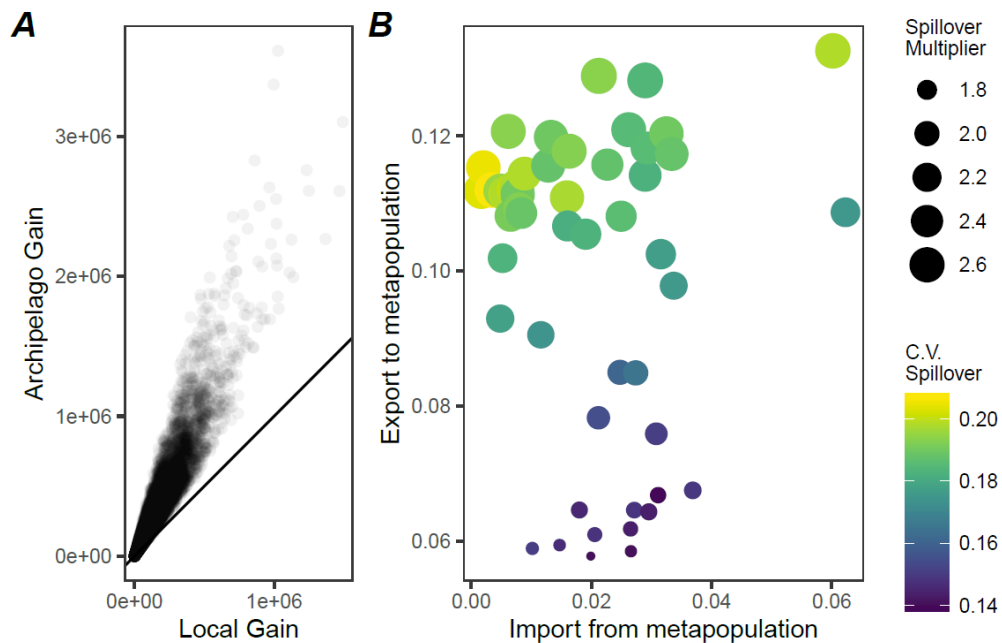 A
B
Archipelago Gain
3e+06
2e+06
1e+06
0e+00
0e+00 1e+06
Local Gain
Export to metapopulation
0.12
0.10
0.08
0.06
0.00 0.02 0.04 0.06
Import from metapopulation
Spillover
Multiplier
1.8
2.0
2.2
2.4
2.6
C.V.
Spillover
0.20
0.18
0.16
0.14